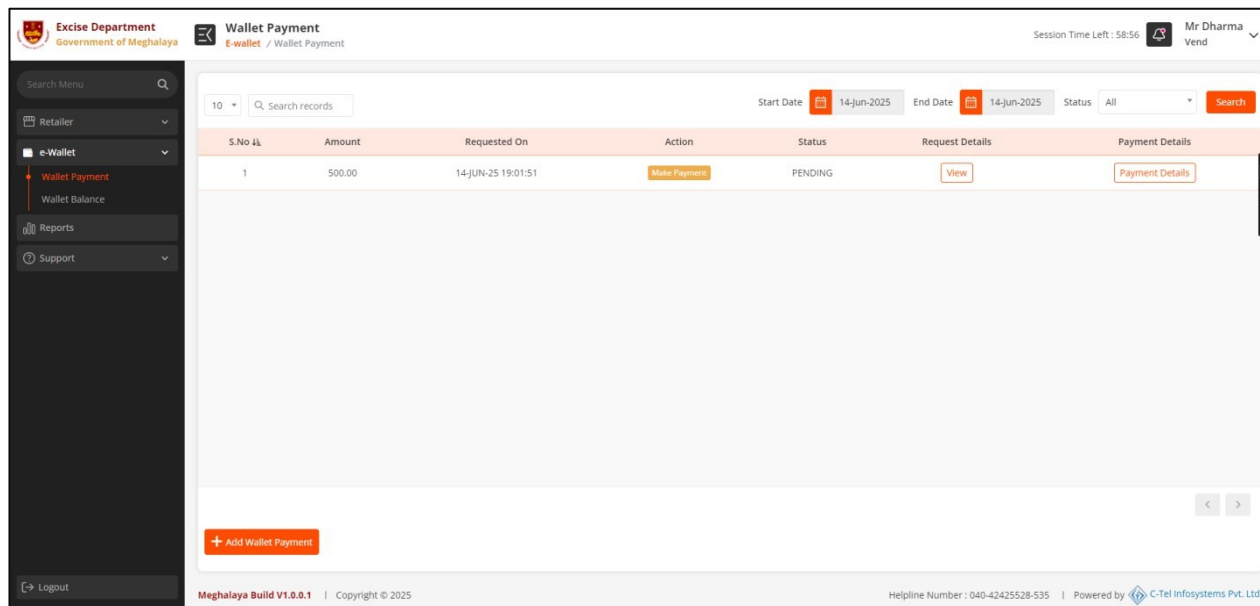 Excise Department
Government of Meghalaya
Wallet Payment
E-wallet / Wallet Payment
Session Time Left : 58:56
Mr Dharma
Vend
Search Menu
Retailer
e-Wallet
Wallet Payment
Wallet Balance
Reports
Support
Logout
10 Search records Start Date 14-Jun-2025 End Date 14-Jun-2025 Status All Search
S.No Amount Requested On Action Status Request Details Payment Details
1 500.00 14-JUN-25 19:01:51 Make Payment PENDING View Payment Details
< >
+ Add Wallet Payment
Meghalaya Build V1.0.0.1 | Copyright © 2025 Helpline Number : 040-42425528-535 | Powered by C-Tel Infosystems Pvt. Ltd